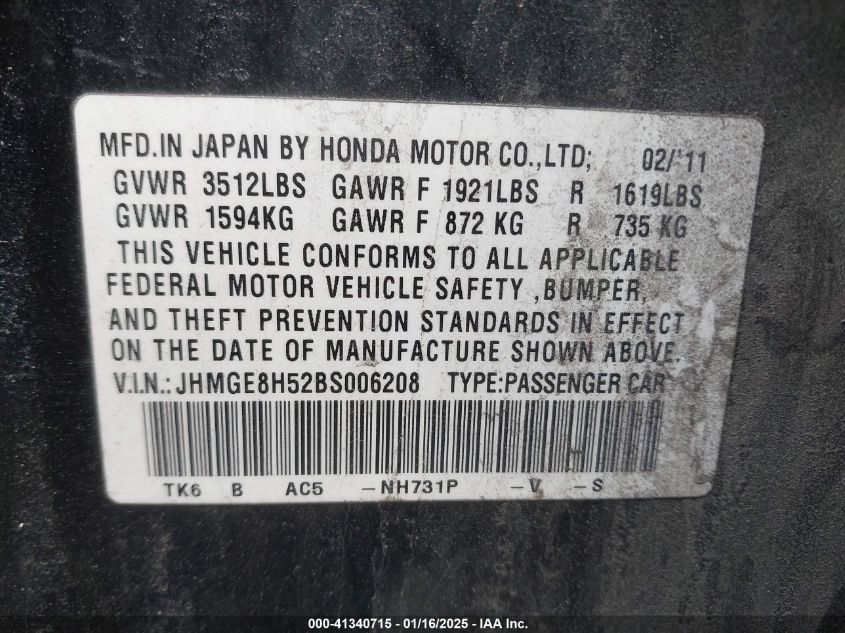 MFD.IN JAPAN BY HONDA MOTOR CO.,LTD; 02/'11
GVWR 3512LBS GAWR F 1921LBS R 1619LBS
GVWR 1594KG GAWR F 872 KG R 735 KG
THIS VEHICLE CONFORMS TO ALL APPLICABLE
FEDERAL MOTOR VEHICLE SAFETY ,BUMPER,
AND THEFT PREVENTION STANDARDS IN EFFECT
ON THE DATE OF MANUFACTURE SHOWN ABOVE.
V.I.N.: JHMGE8H52BS006208 TYPE:PASSENGER CAR
TK6 B AC5 -NH731P -V -S
000-41340715 - 01/16/2025 - IAA Inc.